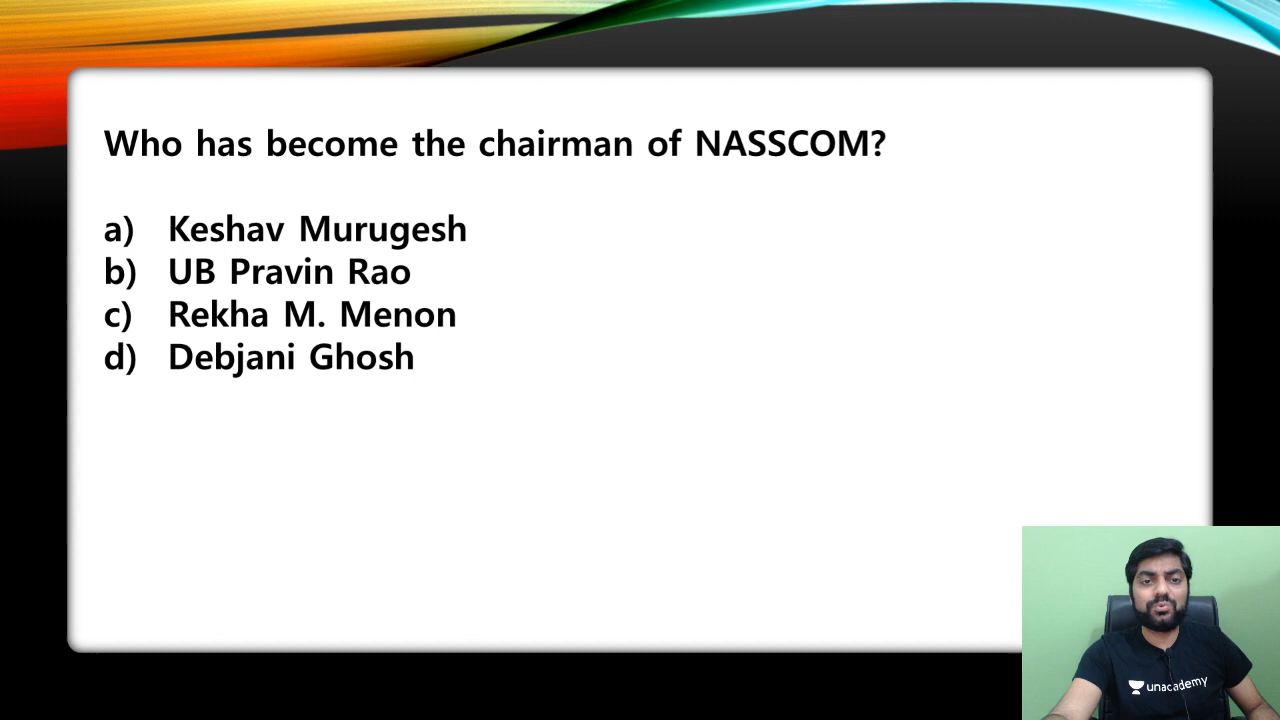 Who has become the chairman of NASSCOM?
a) Keshav Murugesh
b) UB Pravin Rao
c) Rekha M. Menon
d) Debjani Ghosh
unacademy